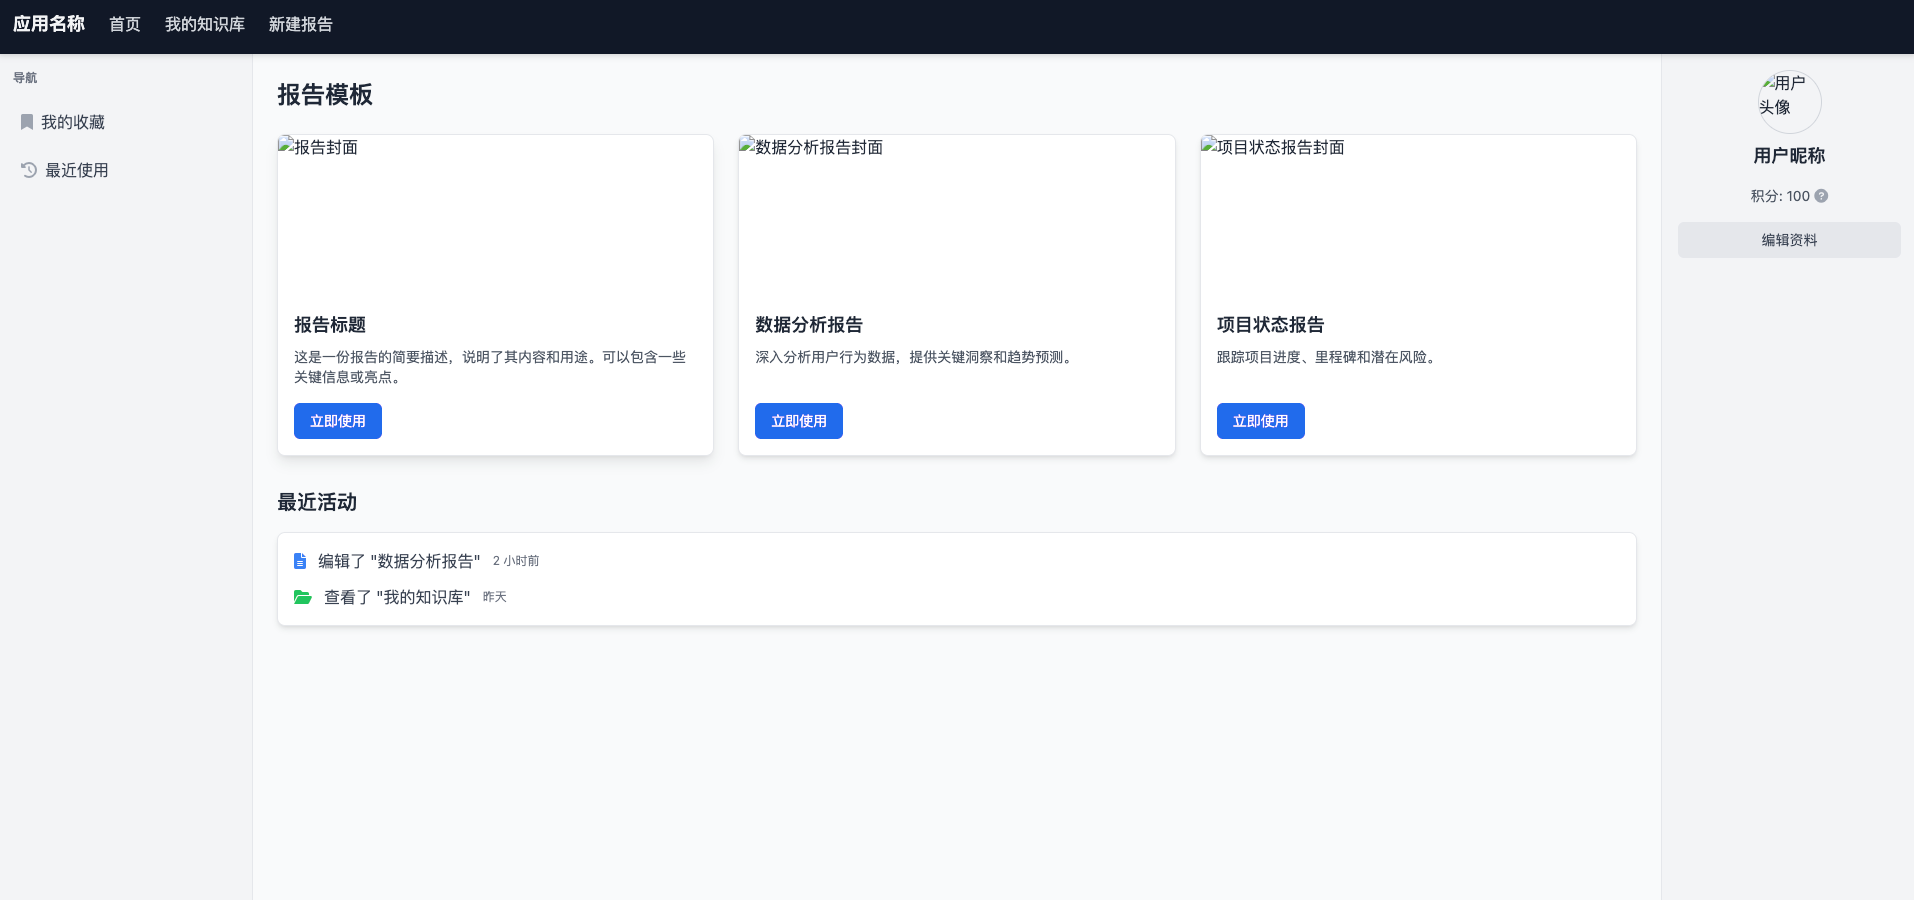 应用名称 首页 我的知识库 新建报告
导航
我的收藏
最近使用
报告模板
报告封面
报告标题
这是一份报告的简要描述，说明了其内容和用途。可以包含一些
关键信息或亮点。
立即使用
数据分析报告封面
数据分析报告
深入分析用户行为数据，提供关键洞察和趋势预测。
立即使用
项目状态报告封面
项目状态报告
跟踪项目进度、里程碑和潜在风险。
立即使用
最近活动
编辑了 "数据分析报告" 2 小时前
查看了 "我的知识库" 昨天
用户
头像
用户昵称
积分: 100 ?
编辑资料